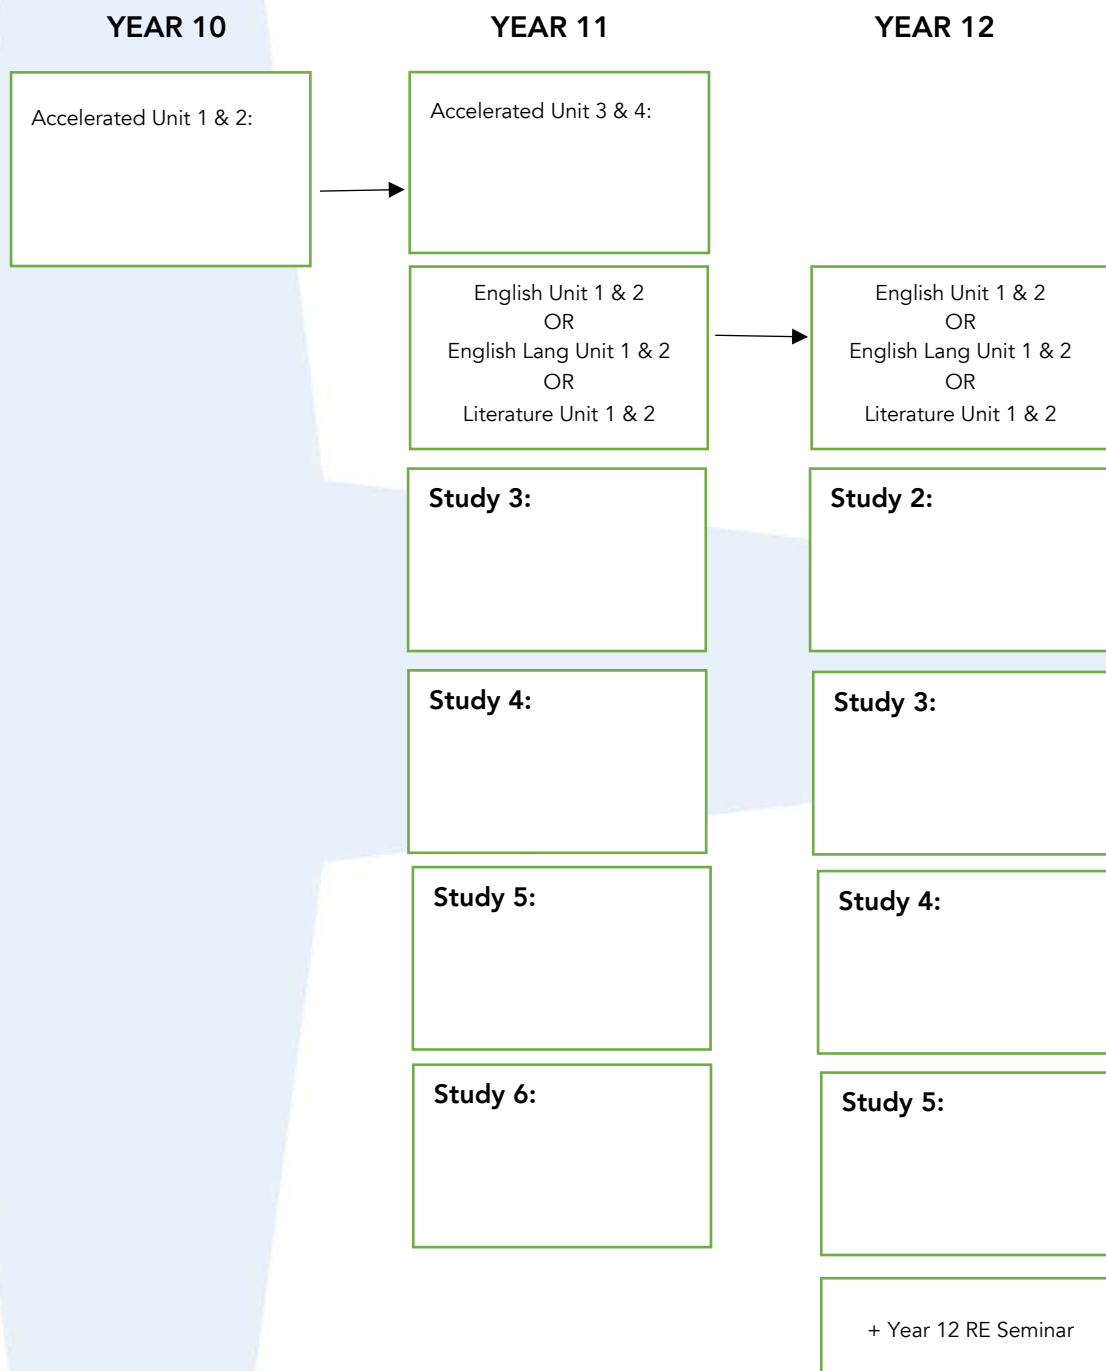 YEAR 10
YEAR 11
YEAR 12
Accelerated Unit 1 & 2:
Accelerated Unit 3 & 4:
English Unit 1 & 2
OR
English Lang Unit 1 & 2
OR
Literature Unit 1 & 2
English Unit 1 & 2
OR
English Lang Unit 1 & 2
OR
Literature Unit 1 & 2
Study 3:
Study 2:
Study 4:
Study 3:
Study 5:
Study 4:
Study 6:
Study 5:
+ Year 12 RE Seminar